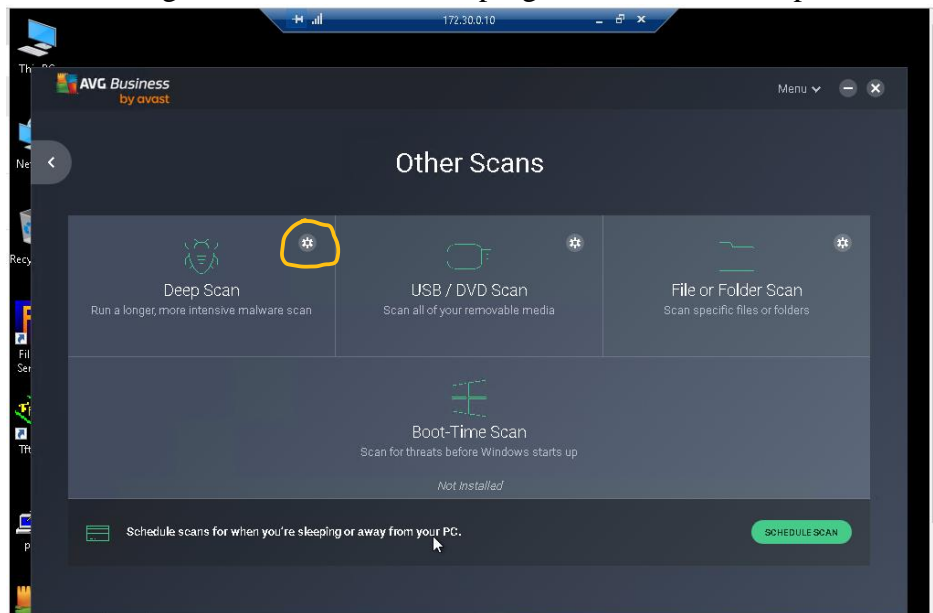 172.30.0.10
AVG Business
by avast
Menu
Other Scans
Deep Scan
Run a longer, more intensive malware scan
USB / DVD Scan
Scan all of your removable media
File or Folder Scan
Scan specific files or folders
Boot-Time Scan
Scan for threats before Windows starts up
Not Installed
Schedule scans for when you're sleeping or away from your PC.
SCHEDULE SCAN